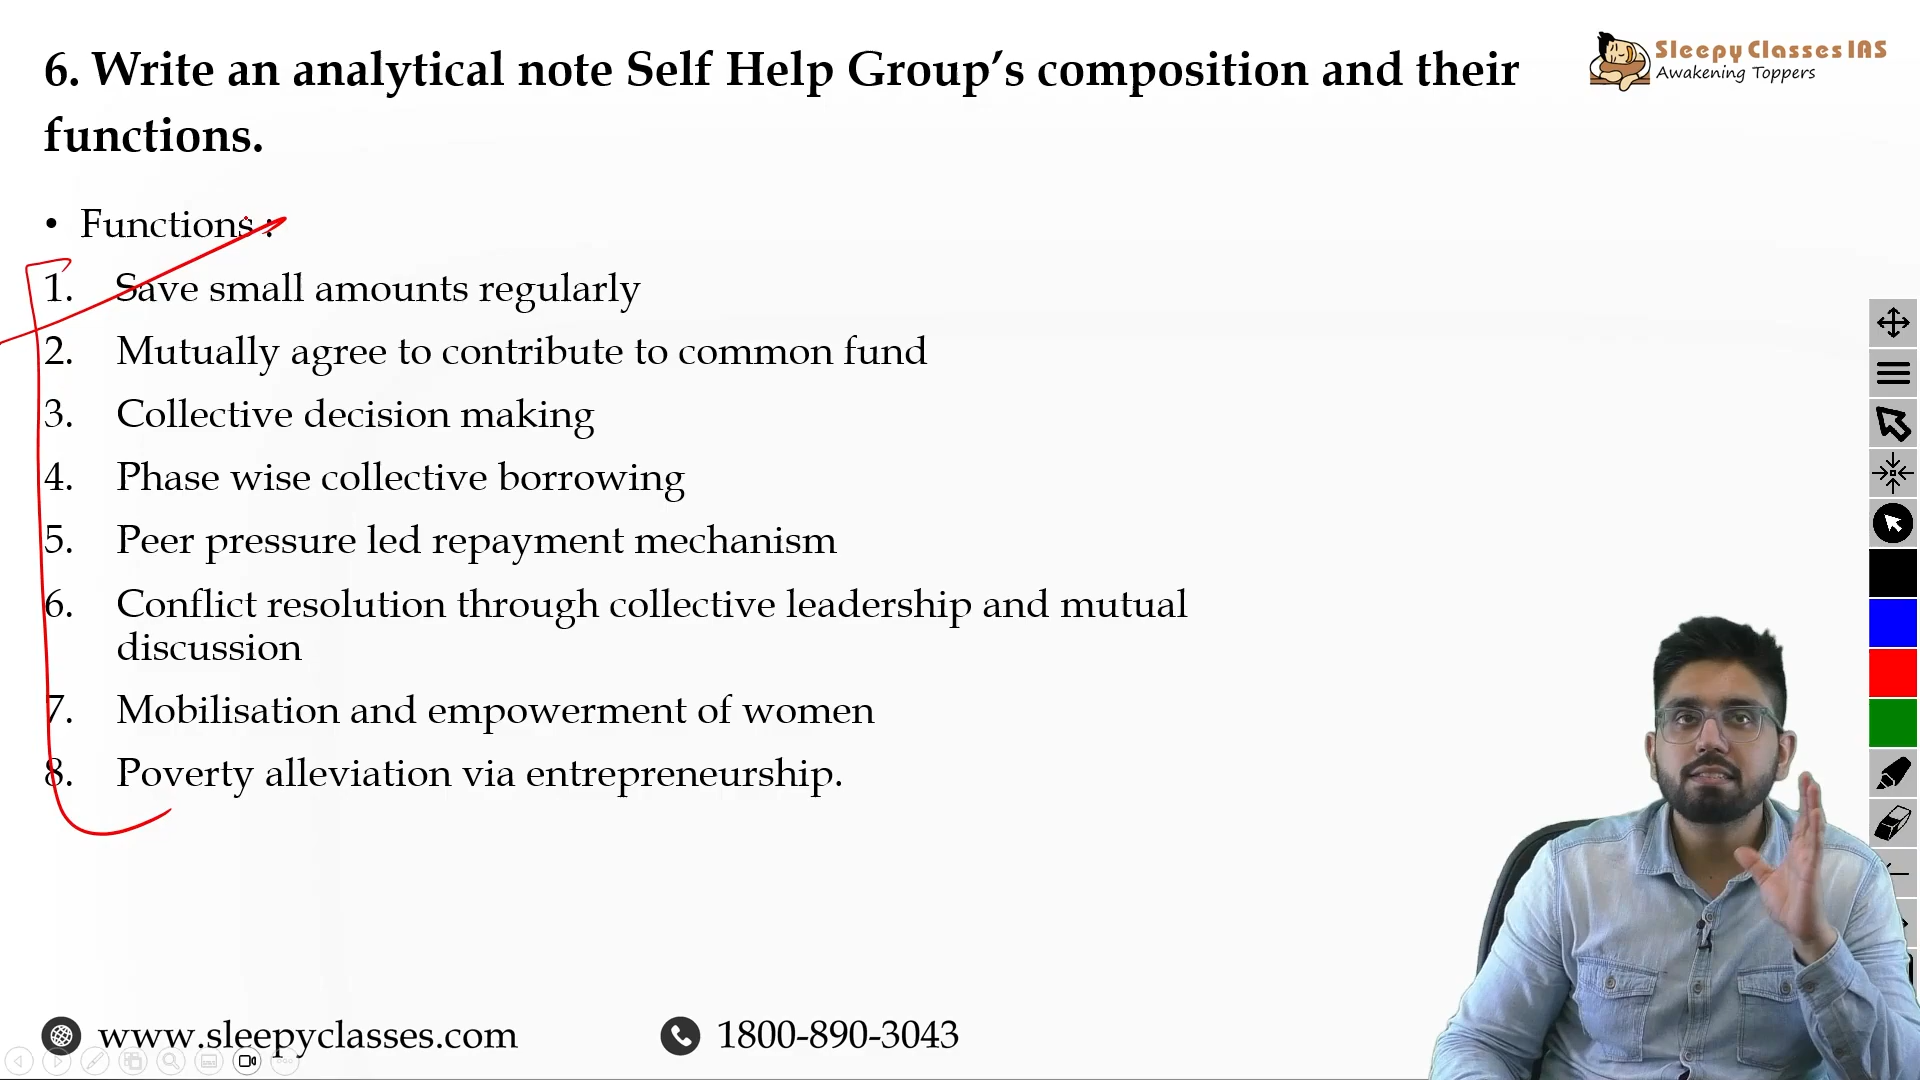 6. Write an analytical note Self Help Group’s composition and their
functions.
Sleepy Classes IAS
Awakening Toppers
• Functions :
1. Save small amounts regularly
2. Mutually agree to contribute to common fund
3. Collective decision making
4. Phase wise collective borrowing
5. Peer pressure led repayment mechanism
6. Conflict resolution through collective leadership and mutual
discussion
7. Mobilisation and empowerment of women
8. Poverty alleviation via entrepreneurship.
www.sleepyclasses.com
1800-890-3043